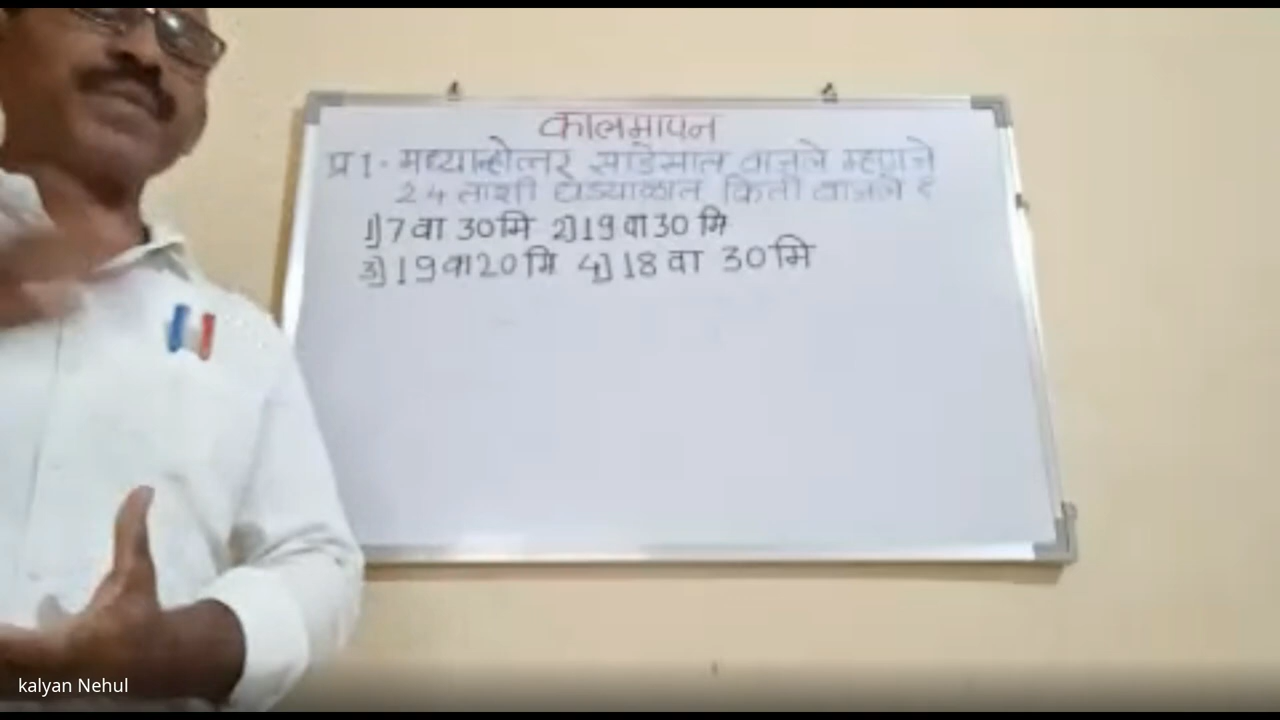 कालमापन
प्र 1- मध्यान्होत्तर साडेसात वाजले म्हणजे
24 ताशी घड्याळात किती वाजले ?
1) 7 वा 30 मि 2) 19 वा 30 मि
3) 19 वा 20 मि 4) 18 वा 30 मि
kalyan Nehul